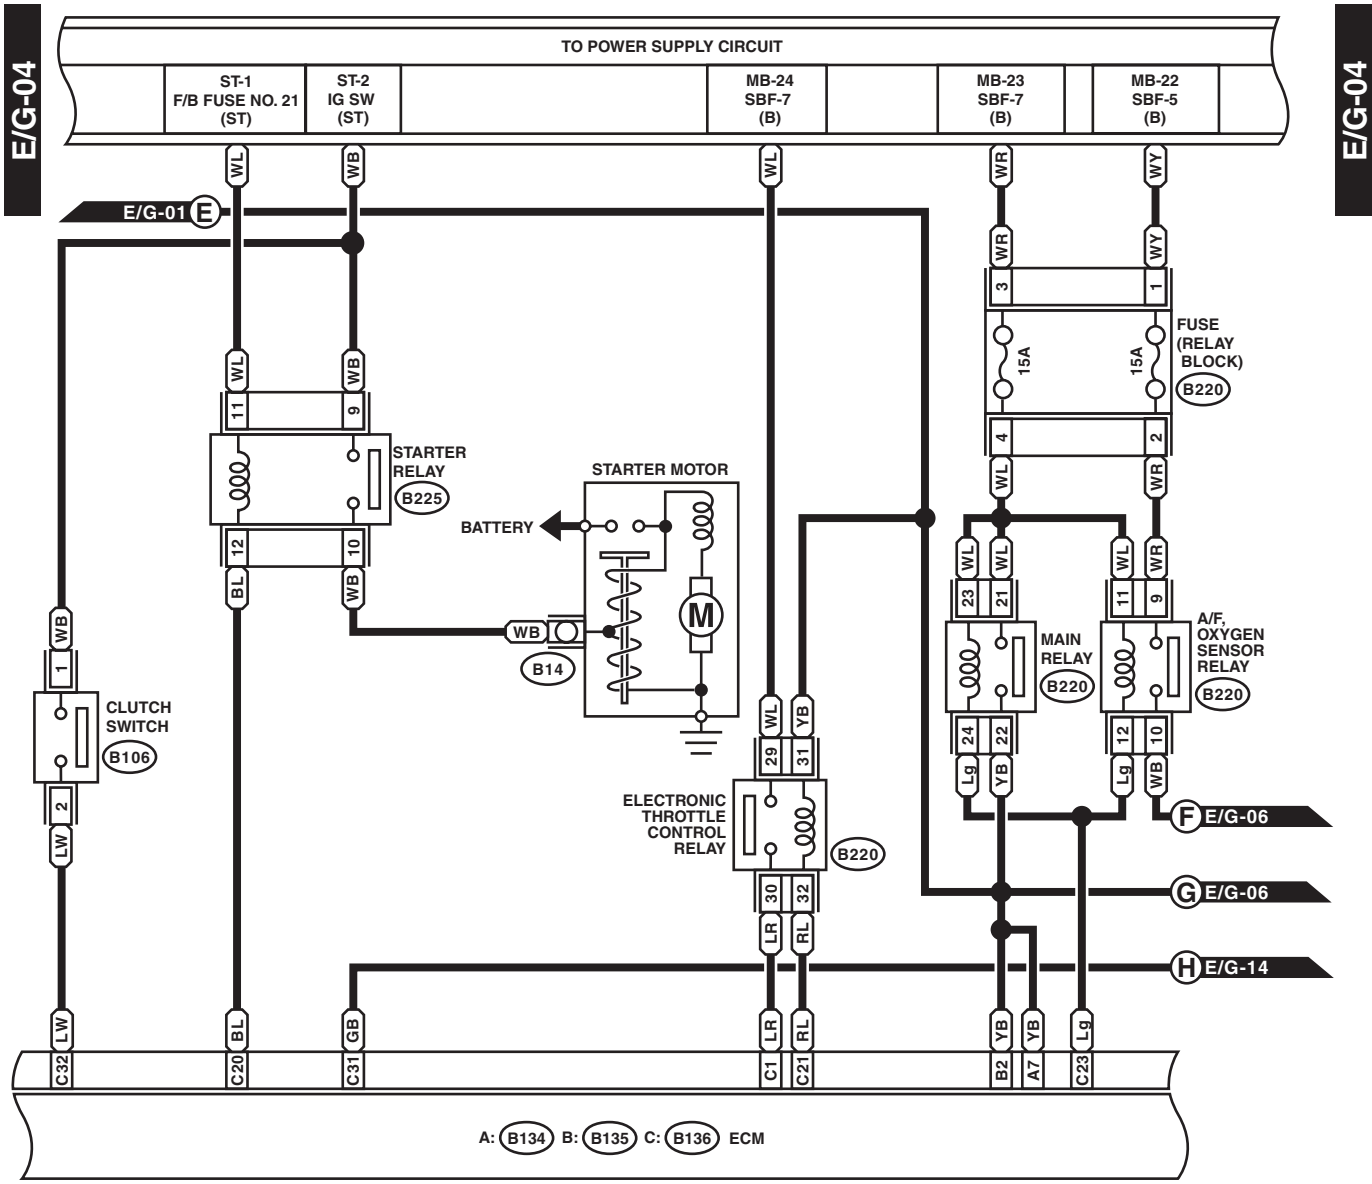 E/G-04
E/G-04
TO POWER SUPPLY CIRCUIT
ST-1
F/B FUSE NO. 21
(ST)
ST-2
IG SW
(ST)
MB-24
SBF-7
(B)
MB-23
SBF-7
(B)
MB-22
SBF-5
(B)
WL
WB
WL
WR
WY
E/G-01 E
WR
WY
3
1
FUSE
(RELAY
BLOCK)
B220
15A
15A
WL
WB
11
9
4
2
STARTER
RELAY
B225
STARTER MOTOR
BATTERY
WL
WR
12
10
BL
WB
WL
WL
WL
WR
23
21
11
9
WB
1
WB
B14
M
MAIN
RELAY
B220
A/F,
OXYGEN
SENSOR
RELAY
B220
CLUTCH
SWITCH
B106
WL
YB
29
31
24
22
12
10
Lg
YB
Lg
WB
2
LW
ELECTRONIC
THROTTLE
CONTROL
RELAY
B220
F E/G-06
30
32
G E/G-06
LR
RL
H E/G-14
LW
BL
GB
LR
RL
YB
YB
Lg
C32
C20
C31
C1
C21
B2
A7
C23
A: B134 B: B135 C: B136 ECM